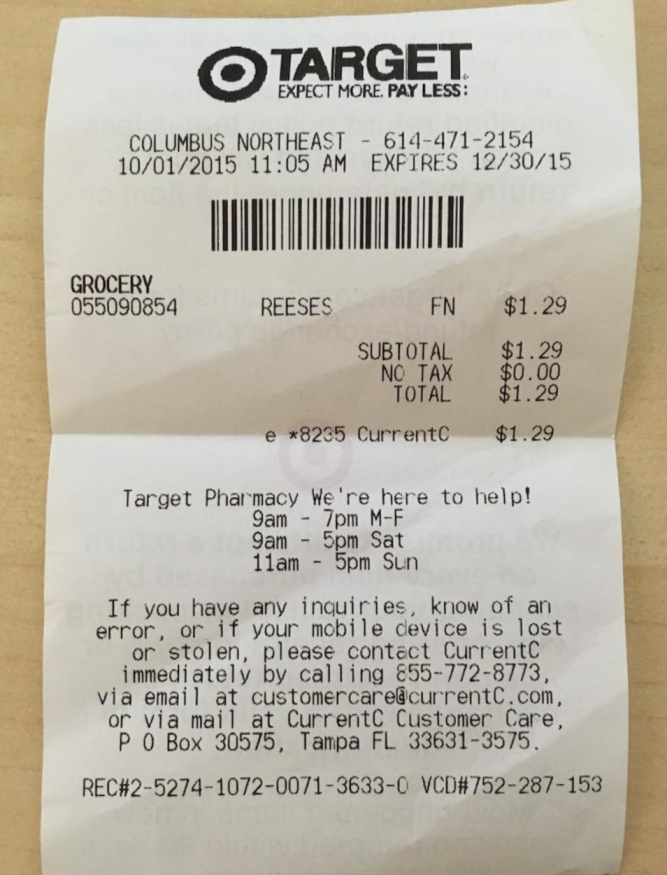 TARGET
EXPECT MORE. PAY LESS:
COLUMBUS NORTHEAST - 614-471-2154
10/01/2015 11:05 AM EXPIRES 12/30/15
GROCERY
055090854 REESES FN $1.29
SUBTOTAL $1.29
NO TAX $0.00
TOTAL $1.29
e *8235 CurrentC $1.29
Target Pharmacy We're here to help!
9am - 7pm M-F
9am - 5pm Sat
11am - 5pm Sun
If you have any inquiries, know of an
error, or if your mobile device is lost
or stolen, please contact CurrentC
immediately by calling 855-772-8773,
via email at customercare@currentC.com,
or via mail at CurrentC Customer Care,
P O Box 30575, Tampa FL 33631-3575.
REC#2-5274-1072-0071-3633-0 VCD#752-287-153